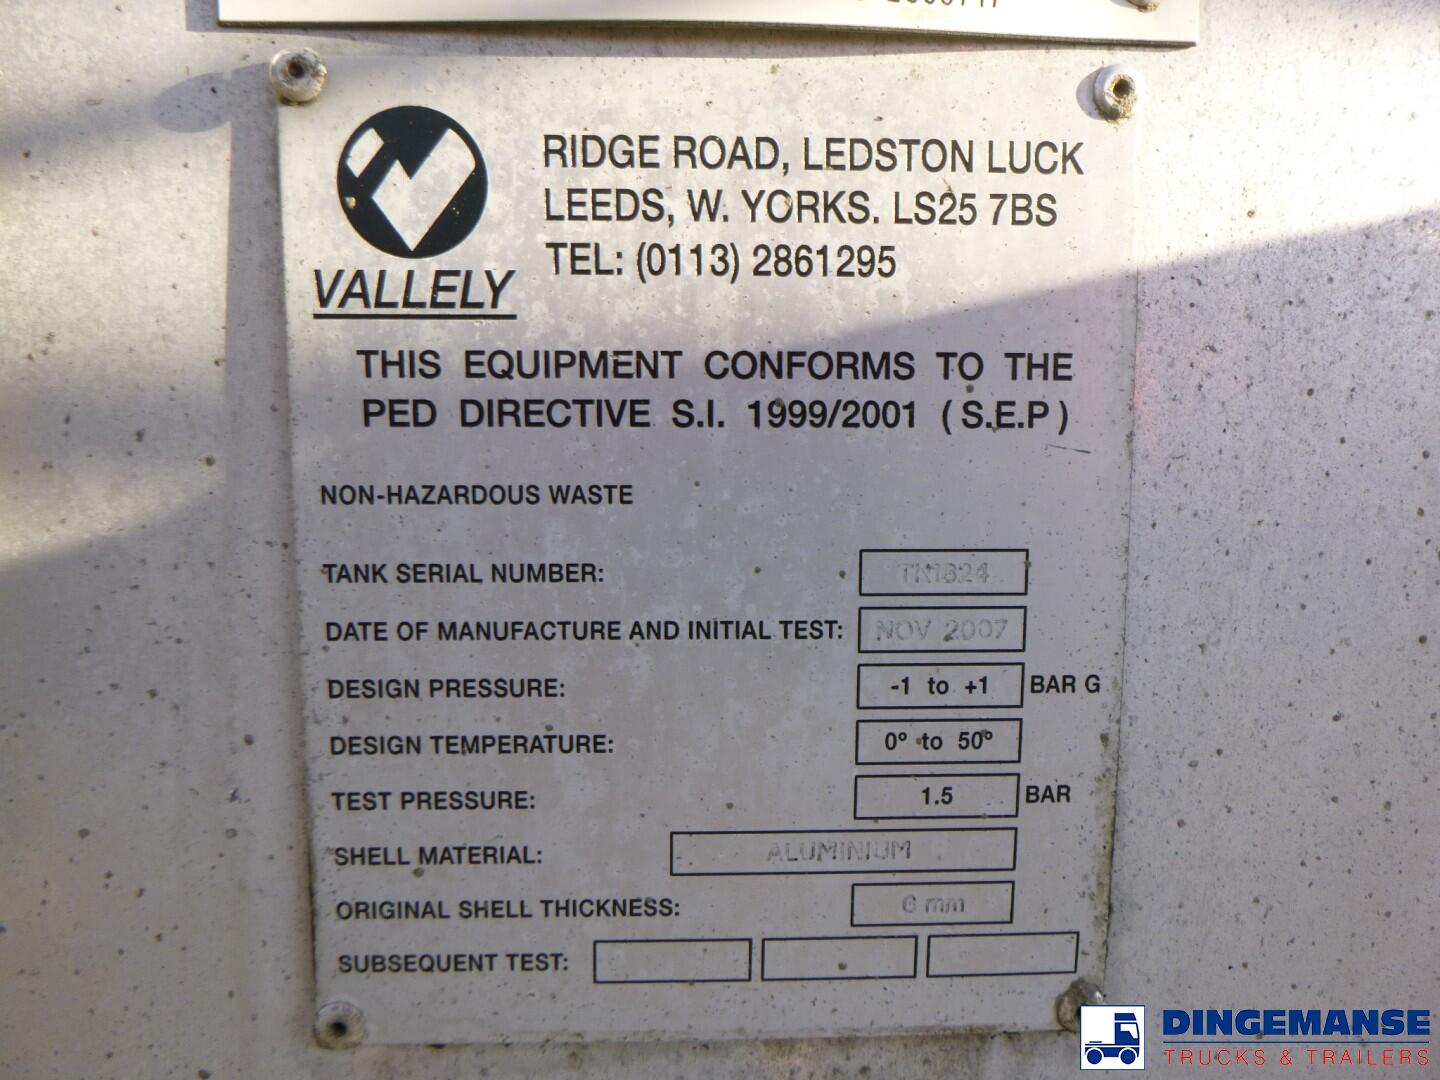 RIDGE ROAD, LEDSTON LUCK
LEEDS, W. YORKS. LS25 7BS
TEL: (0113) 2861295
VALLELY
THIS EQUIPMENT CONFORMS TO THE
PED DIRECTIVE S.I. 1999/2001 (S.E.P)
NON-HAZARDOUS WASTE
TANK SERIAL NUMBER:
DATE OF MANUFACTURE AND INITIAL TEST: NOV 2007
DESIGN PRESSURE: -1 to +1 BAR G
DESIGN TEMPERATURE: 0° to 50°
TEST PRESSURE: 1.5 BAR
SHELL MATERIAL: ALUMINIUM
ORIGINAL SHELL THICKNESS: 6 mm
SUBSEQUENT TEST:
DINGEMANSE
TRUCKS & TRAILERS